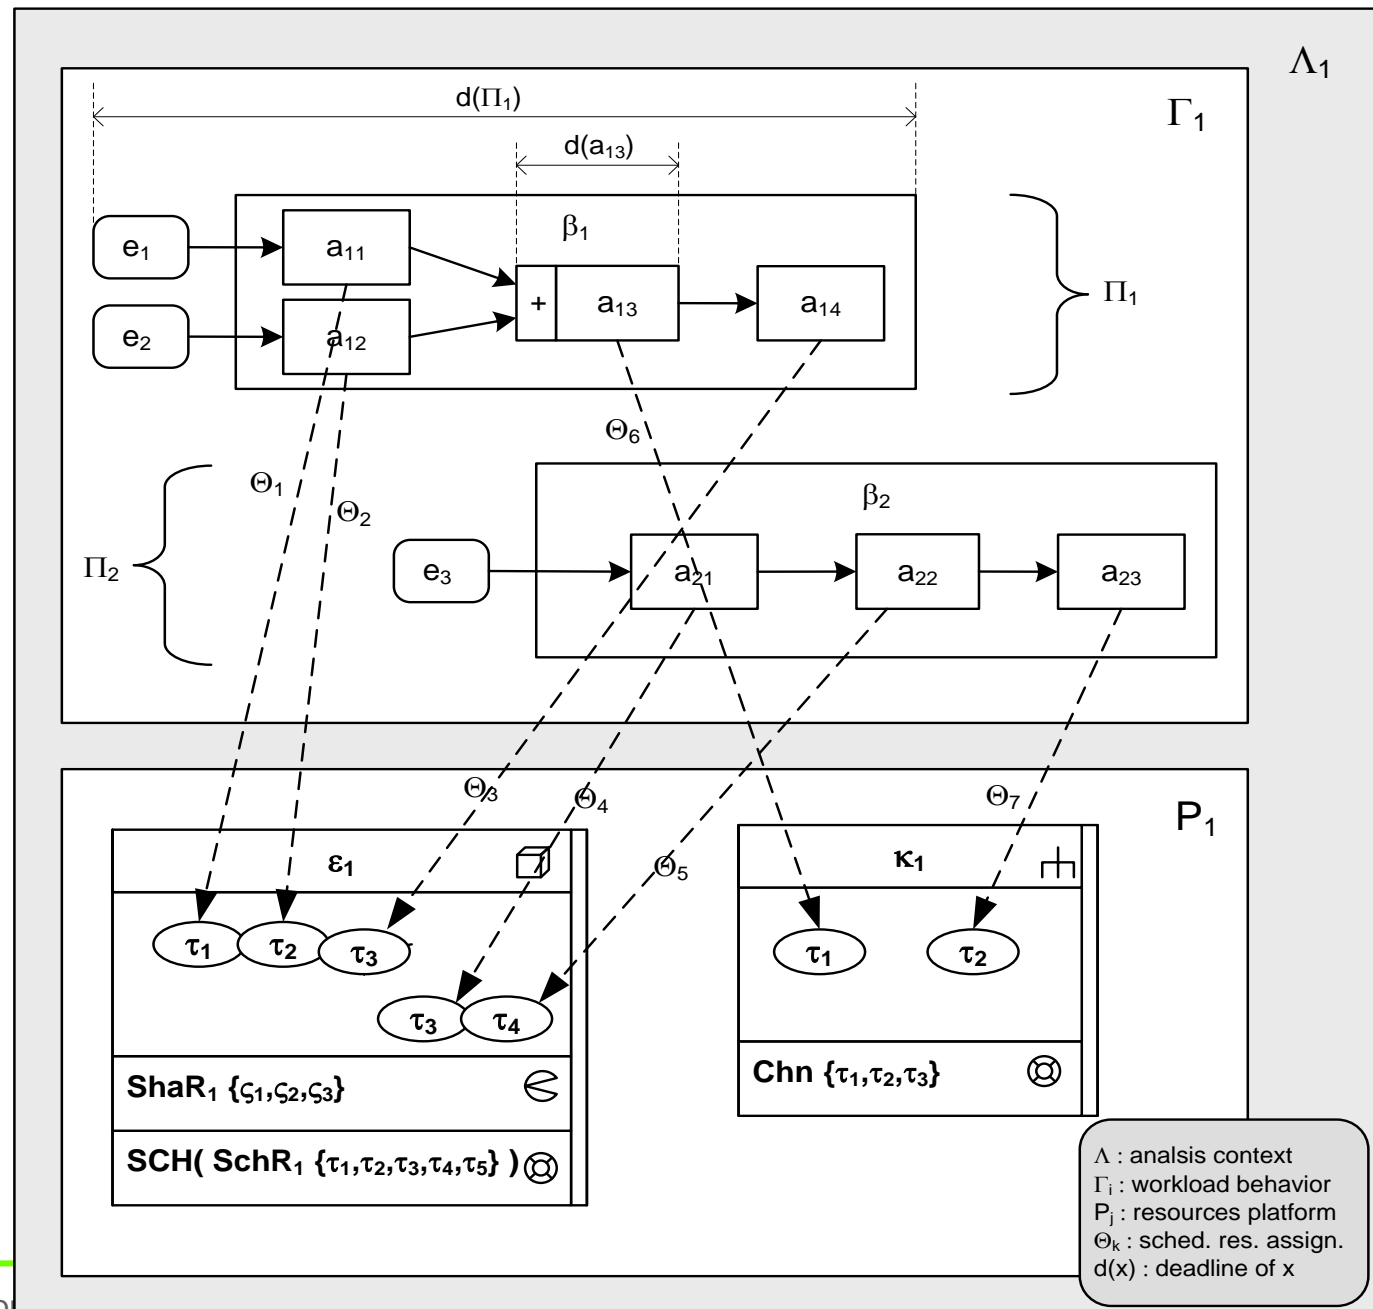 Λ₁
d(Π₁)
Γ₁
d(a₁₃)
β₁
e₁
a₁₁
+
a₁₃
a₁₄
Π₁
e₂
a₁₂
Θ₆
Θ₁
Θ₂
β₂
Π₂
e₃
a₂₁
a₂₂
a₂₃
Θ₃
Θ₄
Θ₇
P₁
Θ₅
ε₁
κ₁
τ₁
τ₂
τ₃
τ₁
τ₂
τ₃
τ₄
ShaR₁ {ς₁,ς₂,ς₃}
Chn {τ₁,τ₂,τ₃}
SCH( SchR₁ {τ₁,τ₂,τ₃,τ₄,τ₅} )
Λ : analsis context
Γᵢ : workload behavior
Pⱼ : resources platform
Θₖ : sched. res. assign.
d(x) : deadline of x